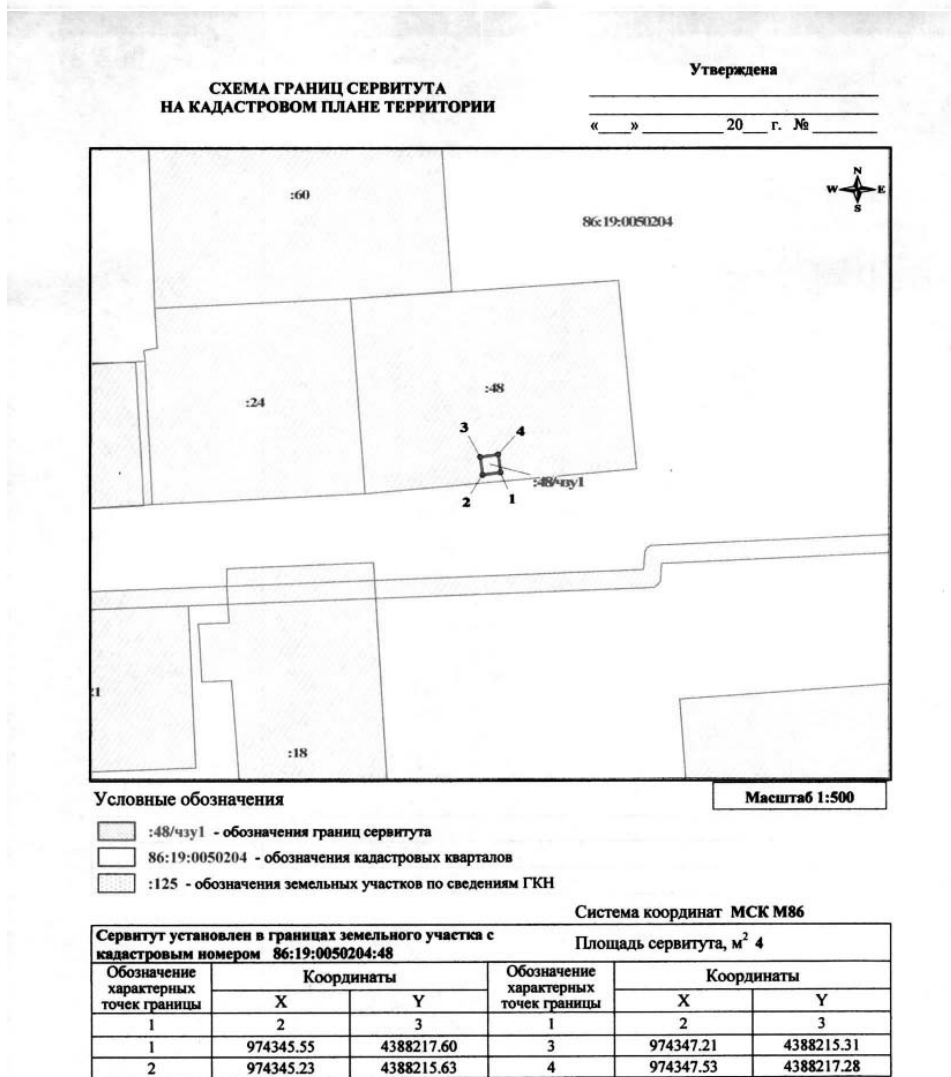 Утверждена
СХЕМА ГРАНИЦ СЕРВИТУТА
НА КАДАСТРОВОМ ПЛАНЕ ТЕРРИТОРИИ
«___» __________ 20___ г. № ________
:60
N
W E
S
86:19:0050204
:24
:48
3
4
:48/чзу1
2
1
:1
:18
Условные обозначения
Масштаб 1:500
:48/чзу1 - обозначения границ сервитута
86:19:0050204 - обозначения кадастровых кварталов
:125 - обозначения земельных участков по сведениям ГКН
Система координат МСК М86
Сервитут установлен в границах земельного участка с
кадастровым номером 86:19:0050204:48
Площадь сервитута, м² 4
Обозначение
характерных
точек границы
Координаты
Обозначение
характерных
точек границы
Координаты
X Y X Y
1 2 3 1 2 3
1 974345.55 4388217.60 3 974347.21 4388215.31
2 974345.23 4388215.63 4 974347.53 4388217.28